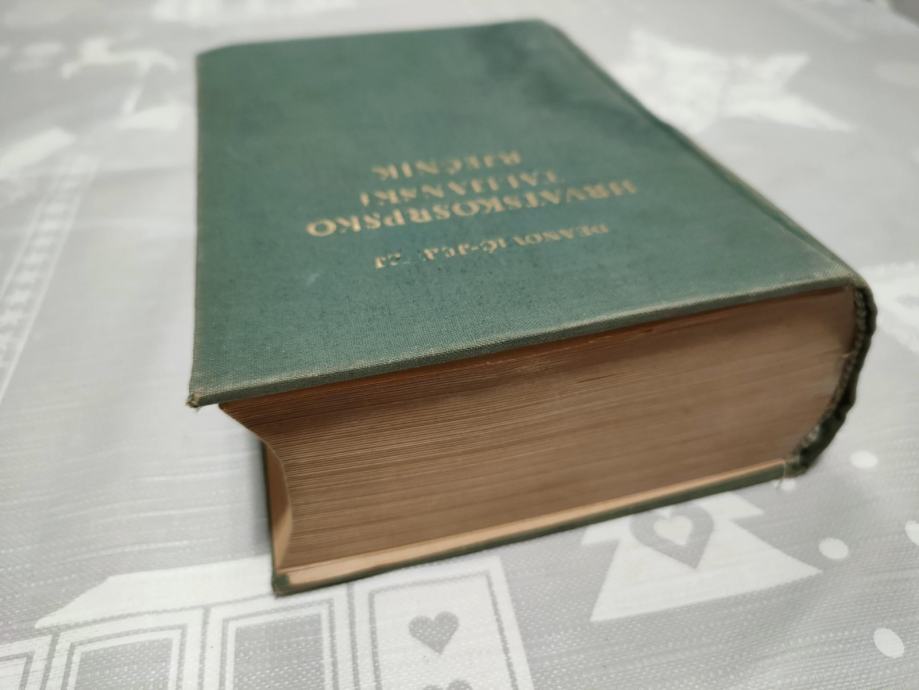 DEANOVIĆ-JERNEJ
HRVATSKOSRPSKO
TALIJANSKI
RJEČNIK